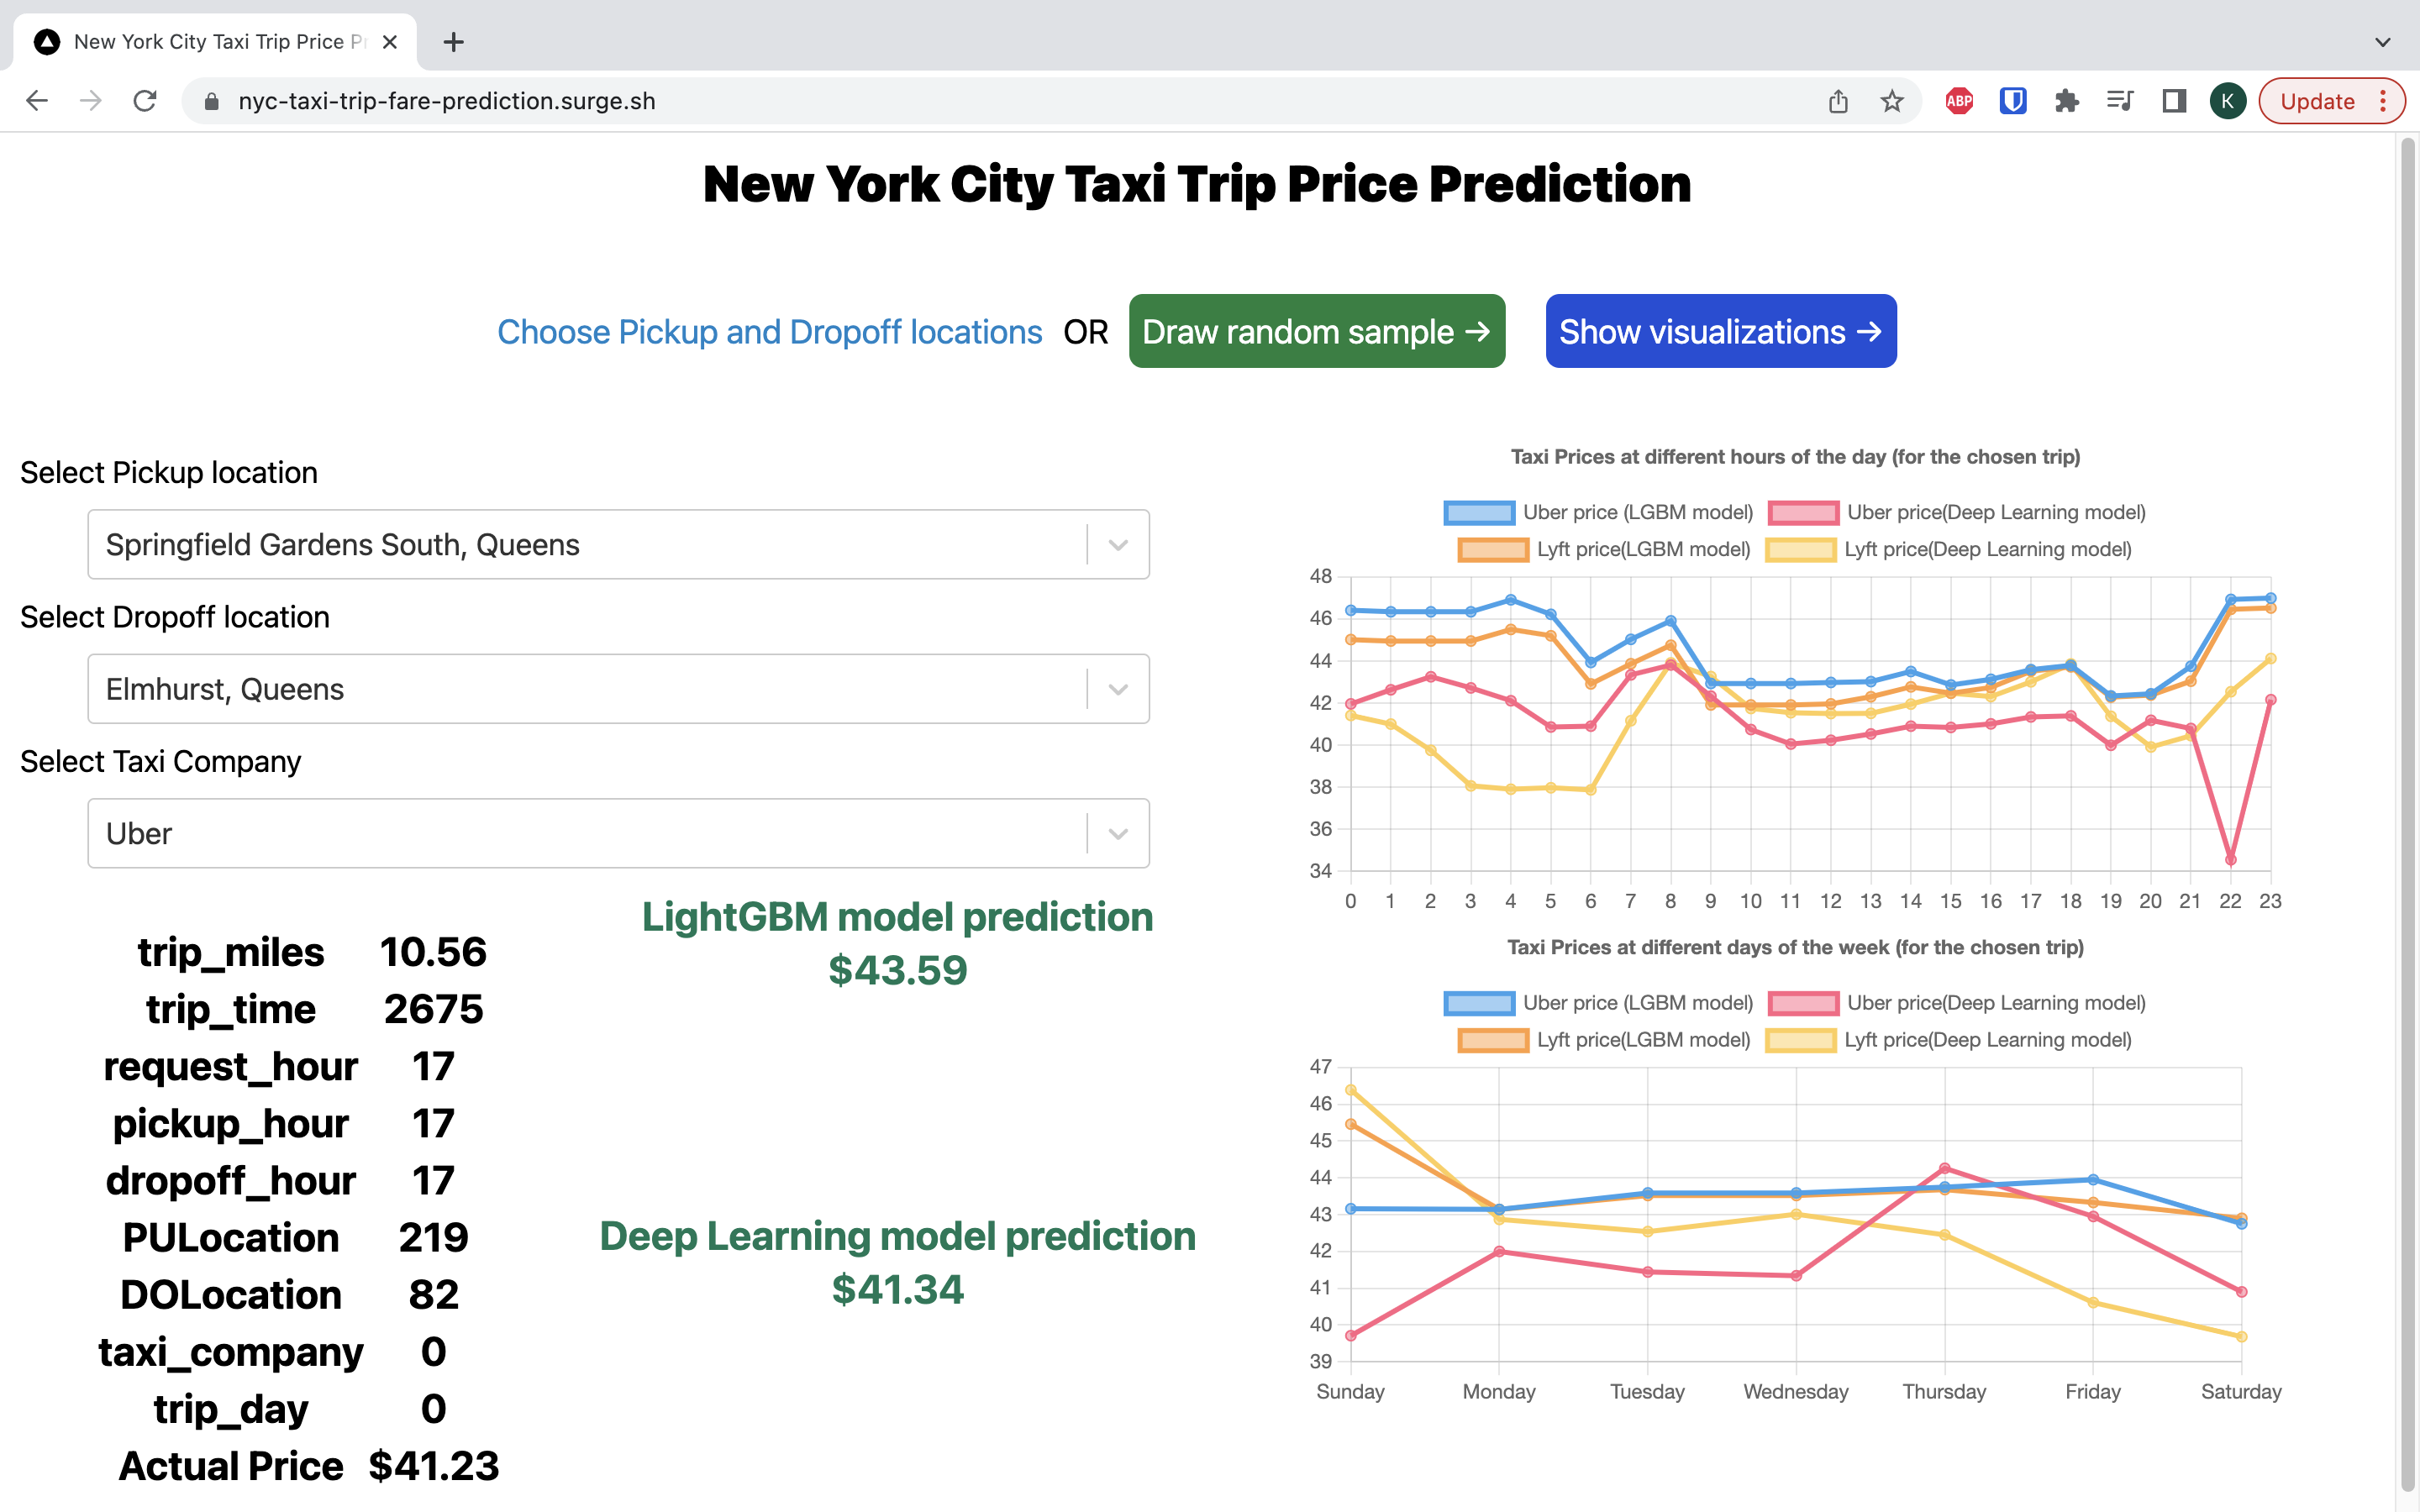 New York City Taxi Trip Price Pr
nyc-taxi-trip-fare-prediction.surge.sh
ABP
K
Update
New York City Taxi Trip Price Prediction
Choose Pickup and Dropoff locations OR Draw random sample → Show visualizations →
Select Pickup location
Springfield Gardens South, Queens
Select Dropoff location
Elmhurst, Queens
Select Taxi Company
Uber
trip_miles 10.56
trip_time 2675
request_hour 17
pickup_hour 17
dropoff_hour 17
PULocation 219
DOLocation 82
taxi_company 0
trip_day 0
Actual Price $41.23
LightGBM model prediction
$43.59
Deep Learning model prediction
$41.34
Taxi Prices at different hours of the day (for the chosen trip)
Uber price (LGBM model) Uber price(Deep Learning model)
Lyft price(LGBM model) Lyft price(Deep Learning model)
48
46
44
42
40
38
36
34
0 1 2 3 4 5 6 7 8 9 10 11 12 13 14 15 16 17 18 19 20 21 22 23
Taxi Prices at different days of the week (for the chosen trip)
Uber price (LGBM model) Uber price(Deep Learning model)
Lyft price(LGBM model) Lyft price(Deep Learning model)
47
46
45
44
43
42
41
40
39
Sunday Monday Tuesday Wednesday Thursday Friday Saturday